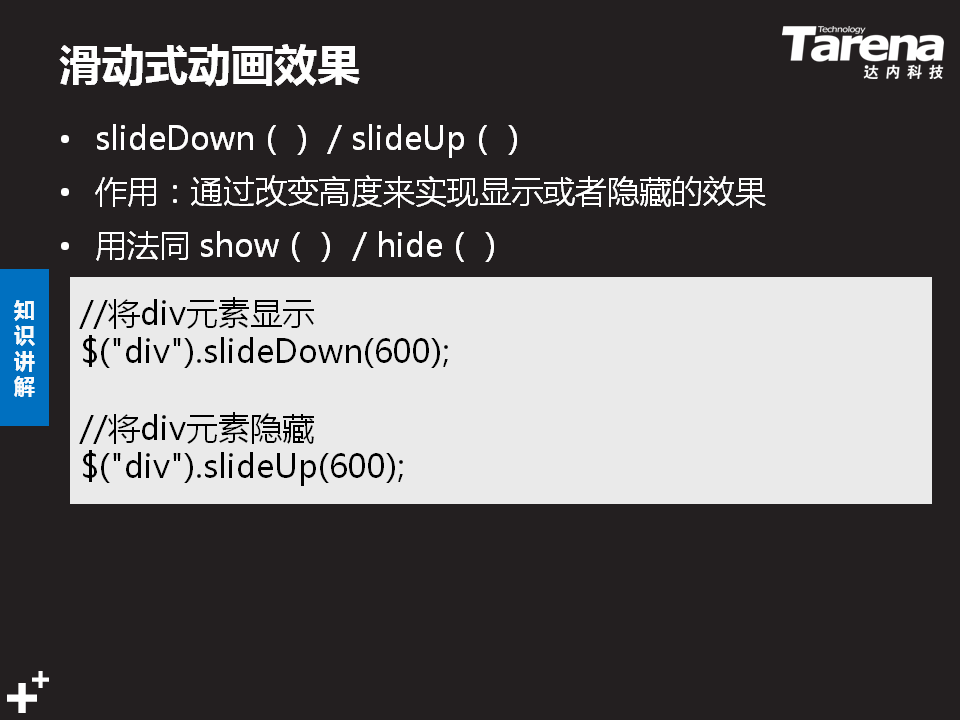 滑动式动画效果
Technology
Tarena
达内科技
• slideDown（ ）/ slideUp（ ）
• 作用：通过改变高度来实现显示或者隐藏的效果
• 用法同 show（ ）/ hide（ ）
知识讲解
//将div元素显示
$("div").slideDown(600);
//将div元素隐藏
$("div").slideUp(600);